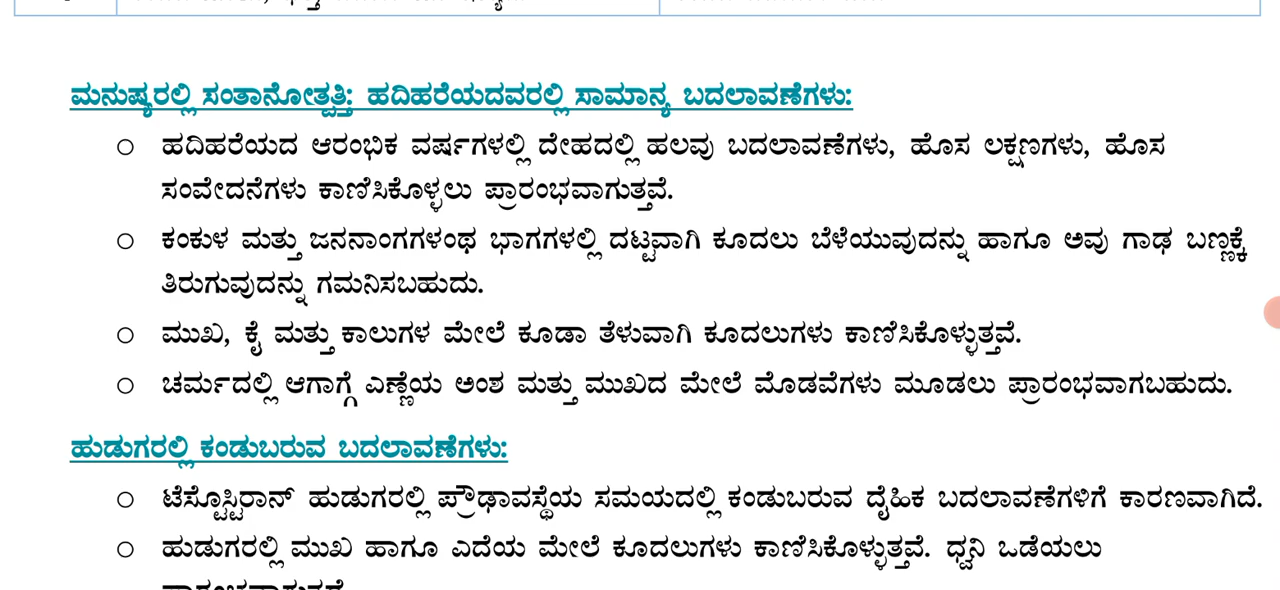 ಮನುಷ್ಯರಲ್ಲಿ ಸಂತಾನೋತ್ಪತ್ತಿ: ಹದಿಹರೆಯದವರಲ್ಲಿ ಸಾಮಾನ್ಯ ಬದಲಾವಣೆಗಳು:
○ ಹದಿಹರೆಯದ ಆರಂಭಿಕ ವರ್ಷಗಳಲ್ಲಿ ದೇಹದಲ್ಲಿ ಹಲವು ಬದಲಾವಣೆಗಳು, ಹೊಸ ಲಕ್ಷಣಗಳು, ಹೊಸ
ಸಂವೇದನೆಗಳು ಕಾಣಿಸಿಕೊಳ್ಳಲು ಪ್ರಾರಂಭವಾಗುತ್ತವೆ.
○ ಕಂಕುಳ ಮತ್ತು ಜನನಾಂಗಗಳಂಥ ಭಾಗಗಳಲ್ಲಿ ದಟ್ಟವಾಗಿ ಕೂದಲು ಬೆಳೆಯುವುದನ್ನು ಹಾಗೂ ಅವು ಗಾಢ ಬಣ್ಣಕ್ಕೆ
ತಿರುಗುವುದನ್ನು ಗಮನಿಸಬಹುದು.
○ ಮುಖ, ಕೈ ಮತ್ತು ಕಾಲುಗಳ ಮೇಲೆ ಕೂಡಾ ತೆಳುವಾಗಿ ಕೂದಲುಗಳು ಕಾಣಿಸಿಕೊಳ್ಳುತ್ತವೆ.
○ ಚರ್ಮದಲ್ಲಿ ಆಗಾಗ್ಗೆ ಎಣ್ಣೆಯ ಅಂಶ ಮತ್ತು ಮುಖದ ಮೇಲೆ ಮೊಡವೆಗಳು ಮೂಡಲು ಪ್ರಾರಂಭವಾಗಬಹುದು.
ಹುಡುಗರಲ್ಲಿ ಕಂಡುಬರುವ ಬದಲಾವಣೆಗಳು:
○ ಟೆಸ್ಟೊಸ್ಟಿರಾನ್ ಹುಡುಗರಲ್ಲಿ ಪ್ರೌಢಾವಸ್ಥೆಯ ಸಮಯದಲ್ಲಿ ಕಂಡುಬರುವ ದೈಹಿಕ ಬದಲಾವಣೆಗಳಿಗೆ ಕಾರಣವಾಗಿದೆ.
○ ಹುಡುಗರಲ್ಲಿ ಮುಖ ಹಾಗೂ ಎದೆಯ ಮೇಲೆ ಕೂದಲುಗಳು ಕಾಣಿಸಿಕೊಳ್ಳುತ್ತವೆ. ಧ್ವನಿ ಒಡೆಯಲು